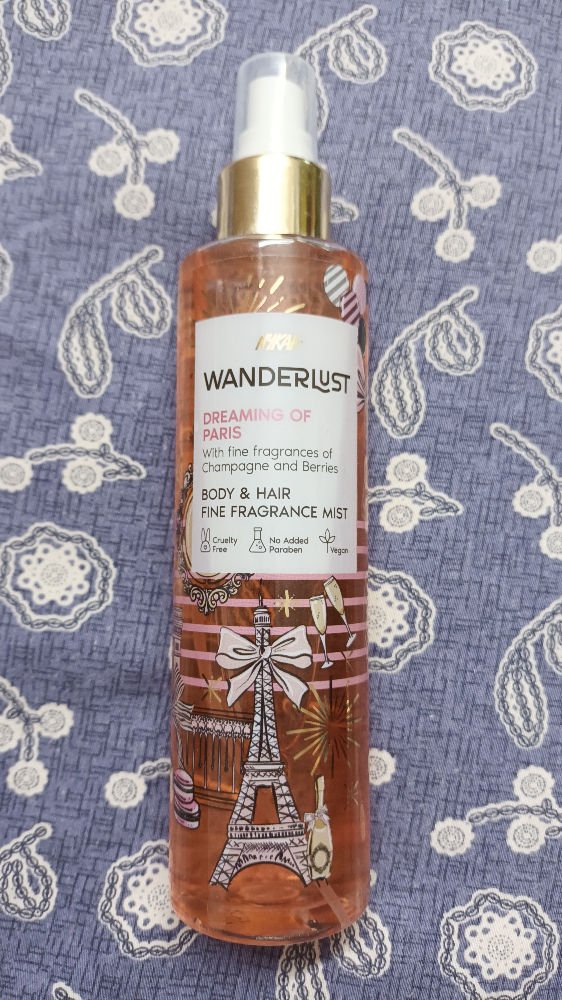 NYKAA
WANDERLUST
DREAMING OF
PARIS
With fine fragrances of
Champagne and Berries
BODY & HAIR
FINE FRAGRANCE MIST
Cruelty
Free
No Added
Paraben
Vegan